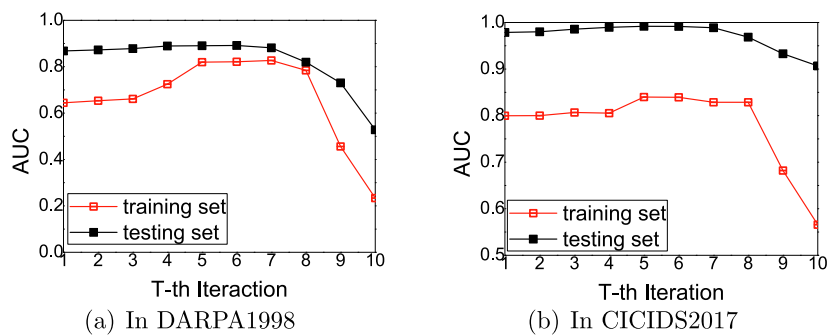 1.0
0.8
0.6
0.4
0.2
0.0
AUC
training set
testing set
1 2 3 4 5 6 7 8 9 10
T-th Iteraction
(a) In DARPA1998
1.0
0.9
0.8
0.7
0.6
0.5
AUC
training set
testing set
1 2 3 4 5 6 7 8 9 10
T-th Iteraction
(b) In CICIDS2017